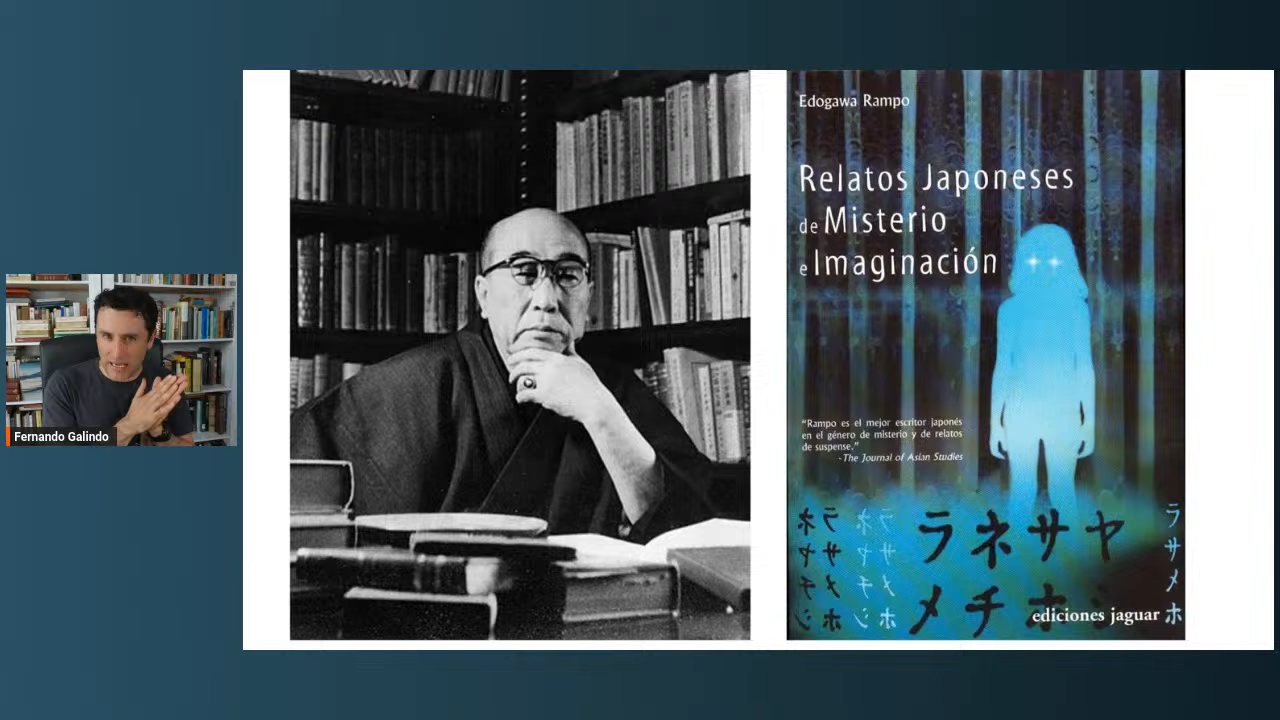 Fernando Galindo
Edogawa Rampo
Relatos Japoneses
de Misterio
e Imaginación
"Rampo es el mejor escritor japonés
en el género de misterio y de relatos
de suspense."
-The Journal of Asian Studies
ラネサヤ
メチホシ
ediciones jaguar
ラサメホ